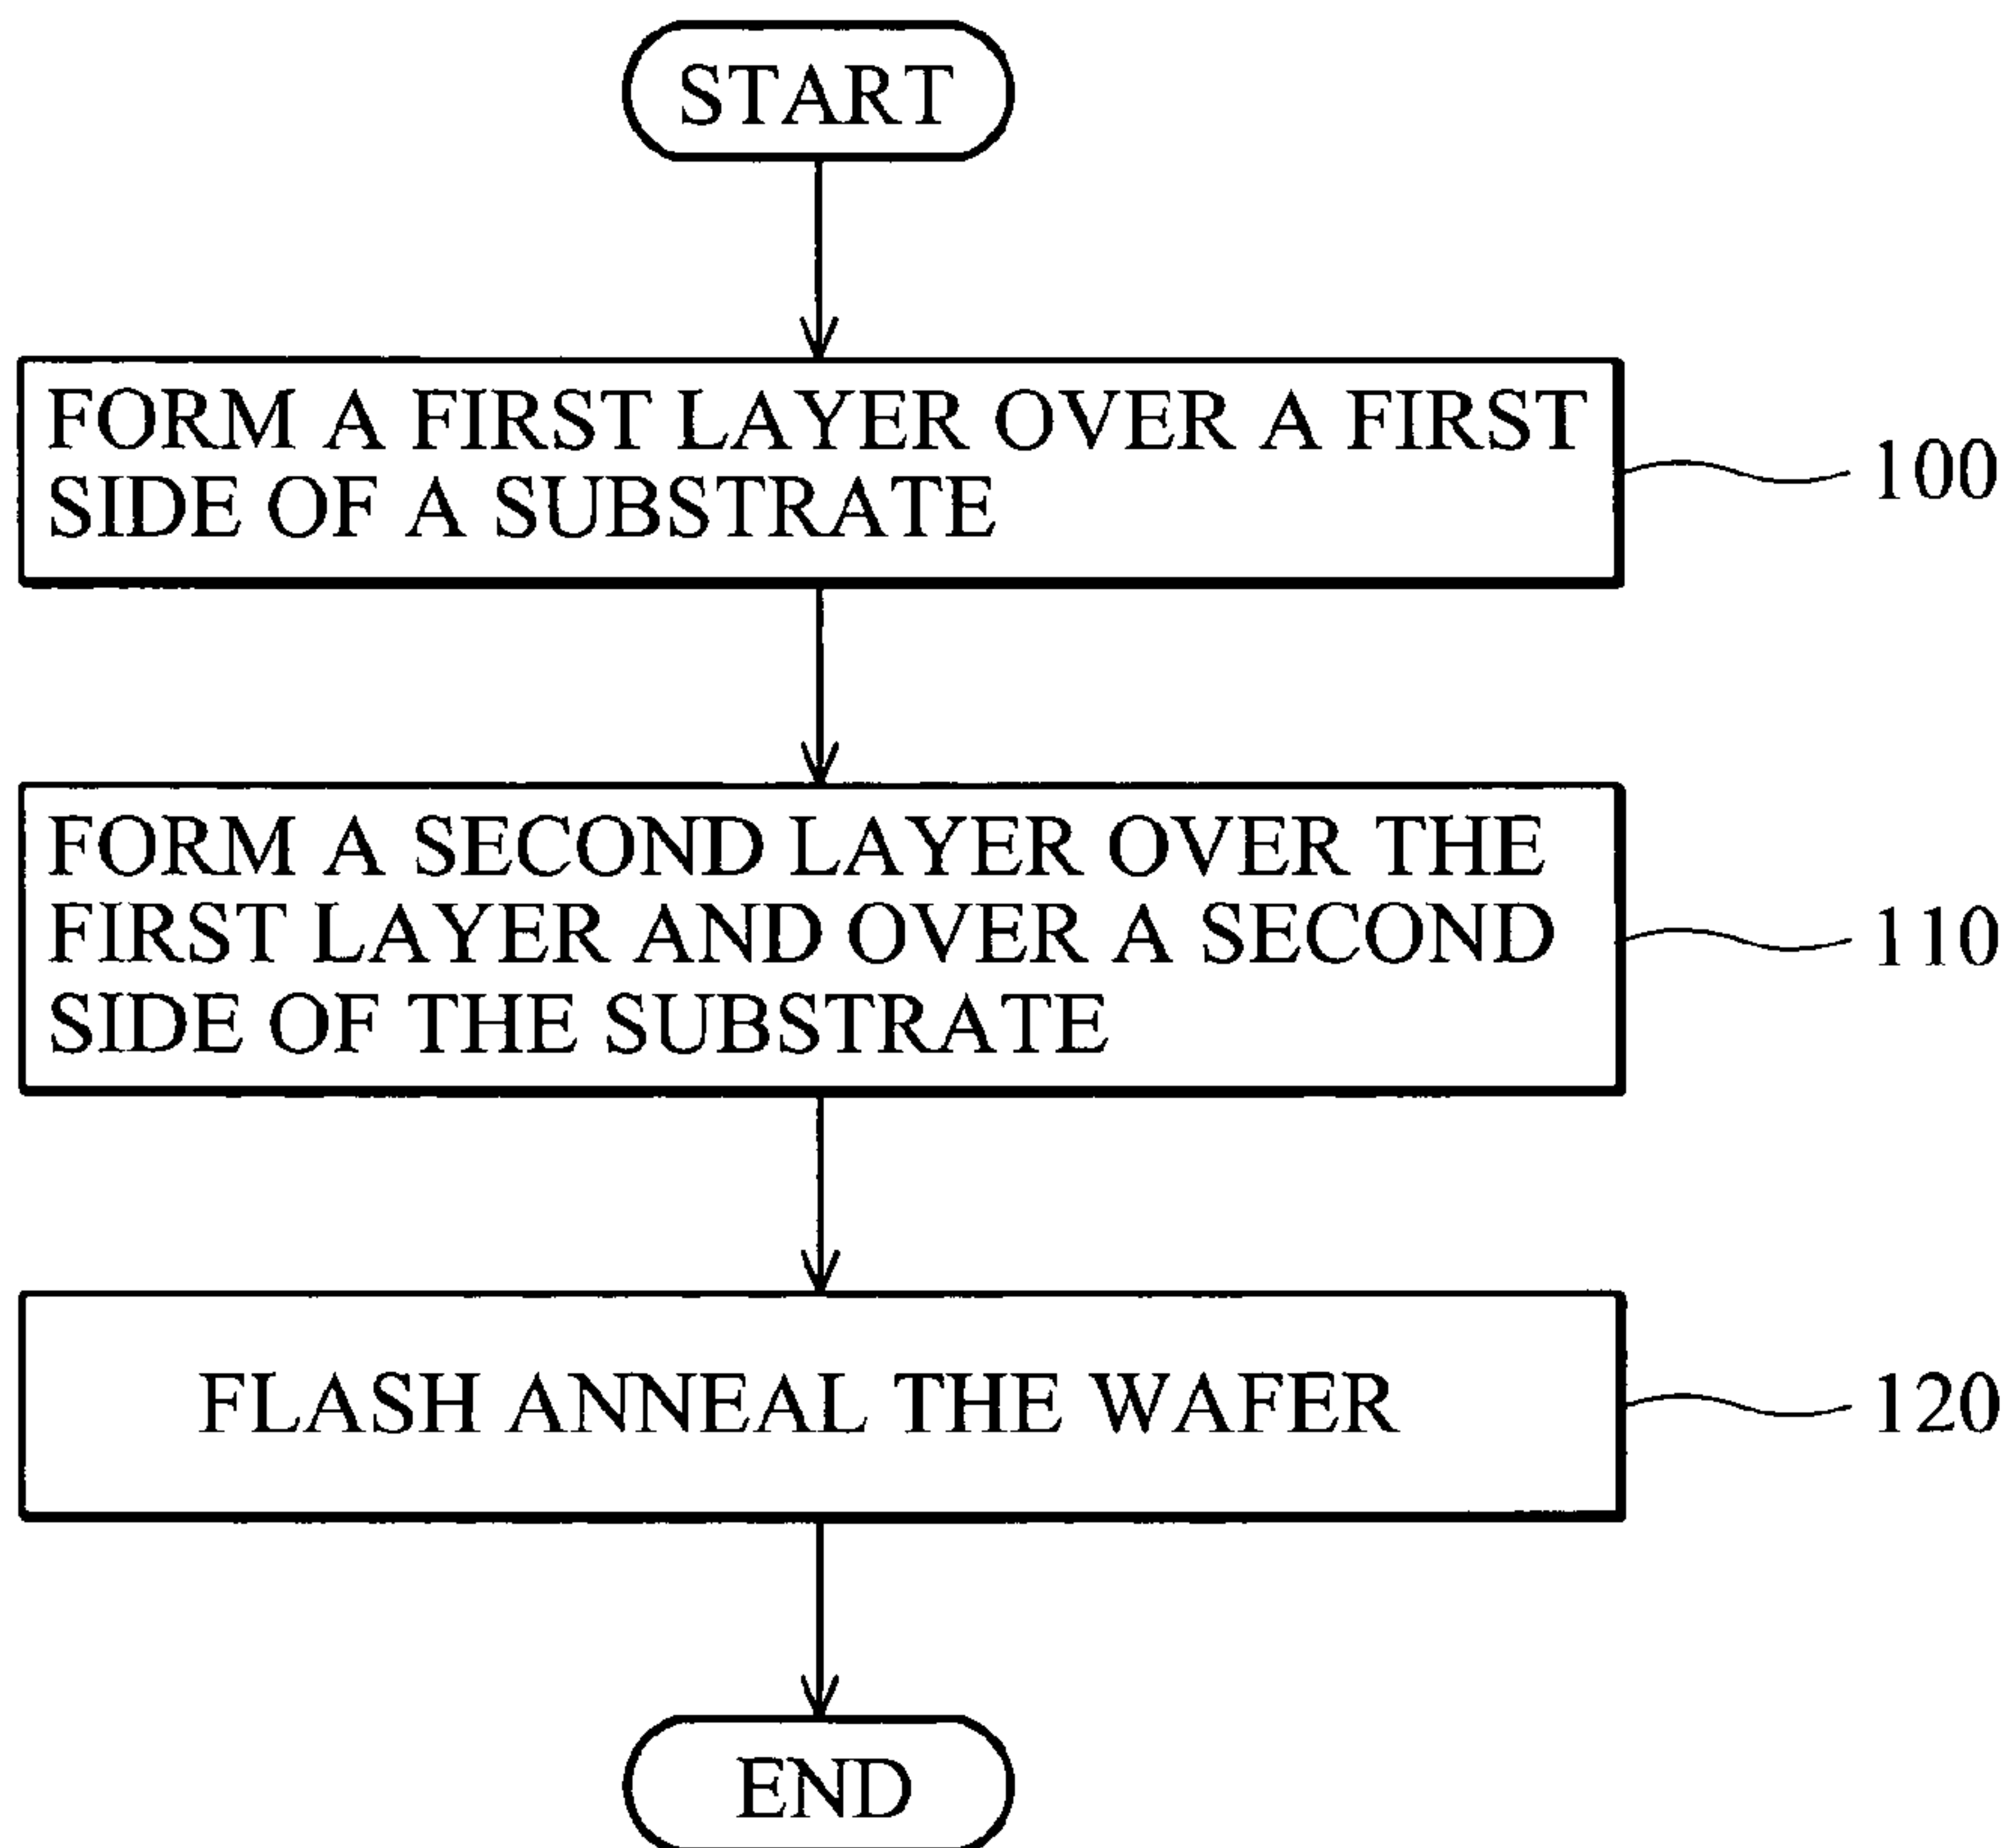 START
FORM A FIRST LAYER OVER A FIRST
SIDE OF A SUBSTRATE
100
FORM A SECOND LAYER OVER THE
FIRST LAYER AND OVER A SECOND
SIDE OF THE SUBSTRATE
110
FLASH ANNEAL THE WAFER
120
END